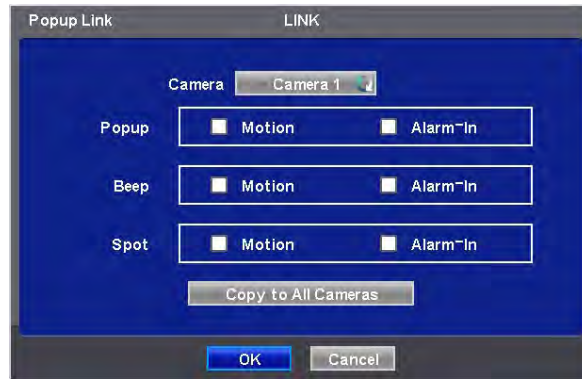 Popup Link LINK
Camera Camera 1
Popup Motion Alarm-In
Beep Motion Alarm-In
Spot Motion Alarm-In
Copy to All Cameras
OK Cancel